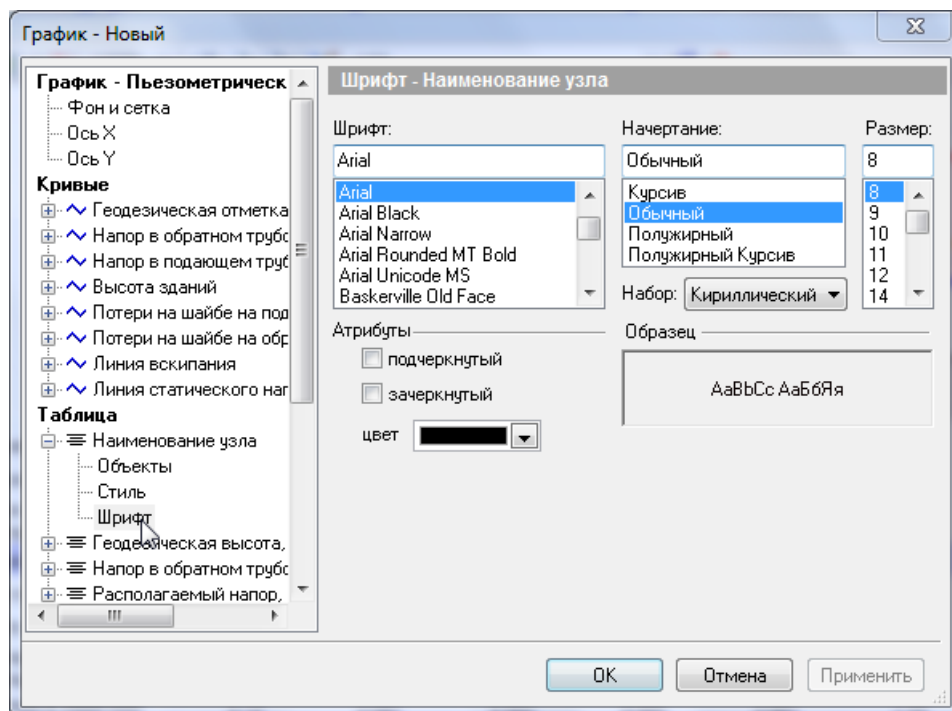 График - Новый
График - Пьезометрическ
Фон и сетка
Ось X
Ось Y
Кривые
Геодезическая отметка
Напор в обратном трубо
Напор в подающем труб
Высота зданий
Потери на шайбе на под
Потери на шайбе на обр
Линия вскипания
Линия статического нап
Таблица
Наименование узла
Объекты
Стиль
Шрифт
Геодезическая высота,
Напор в обратном трубо
Располагаемый напор,
Шрифт - Наименование узла
Шрифт:
Arial
Arial
Arial Black
Arial Narrow
Arial Rounded MT Bold
Arial Unicode MS
Baskerville Old Face
Начертание:
Обычный
Курсив
Обычный
Полужирный
Полужирный Курсив
Размер:
8
8
9
10
11
12
14
Набор: Кириллический
Атрибуты
подчеркнутый
зачеркнутый
цвет
Образец
AaBbCc АаБбЯя
OK
Отмена
Применить